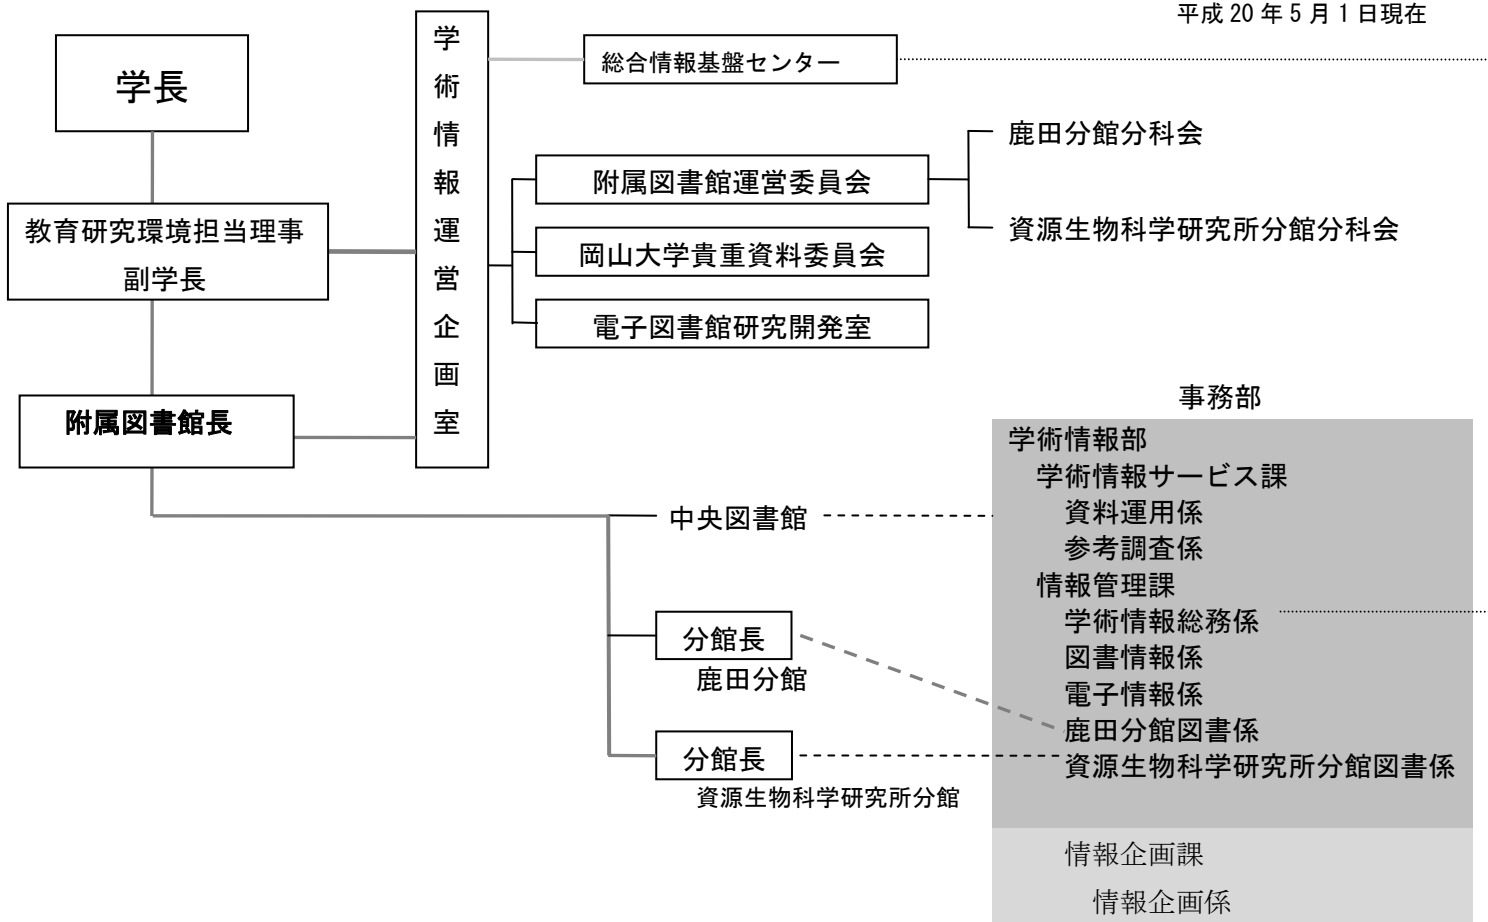 平成 20 年 5 月 1 日現在
学長
教育研究環境担当理事
副学長
附属図書館長
学術情報運営企画室
総合情報基盤センター
附属図書館運営委員会
岡山大学貴重資料委員会
電子図書館研究開発室
鹿田分館分科会
資源生物科学研究所分館分科会
中央図書館
分館長
鹿田分館
分館長
資源生物科学研究所分館
事務部
学術情報部
学術情報サービス課
資料運用係
参考調査係
情報管理課
学術情報総務係
図書情報係
電子情報係
鹿田分館図書係
資源生物科学研究所分館図書係
情報企画課
情報企画係